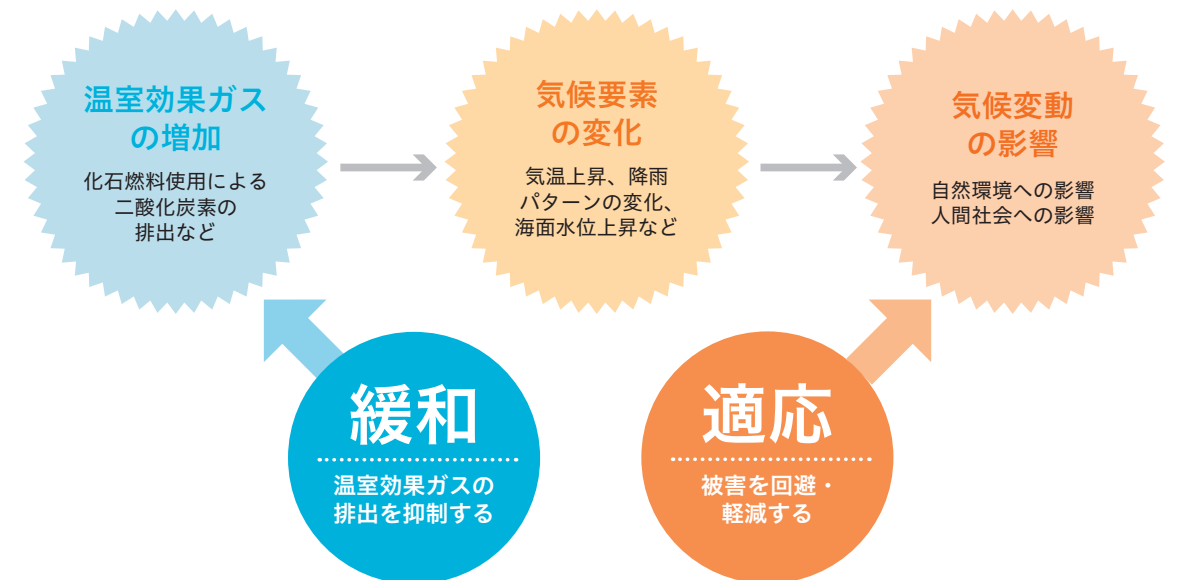 温室効果ガス
の増加
化石燃料使用による
二酸化炭素の
排出など
気候要素
の変化
気温上昇、降雨
パターンの変化、
海面水位上昇など
気候変動
の影響
自然環境への影響
人間社会への影響
緩和
温室効果ガスの
排出を抑制する
適応
被害を回避・
軽減する